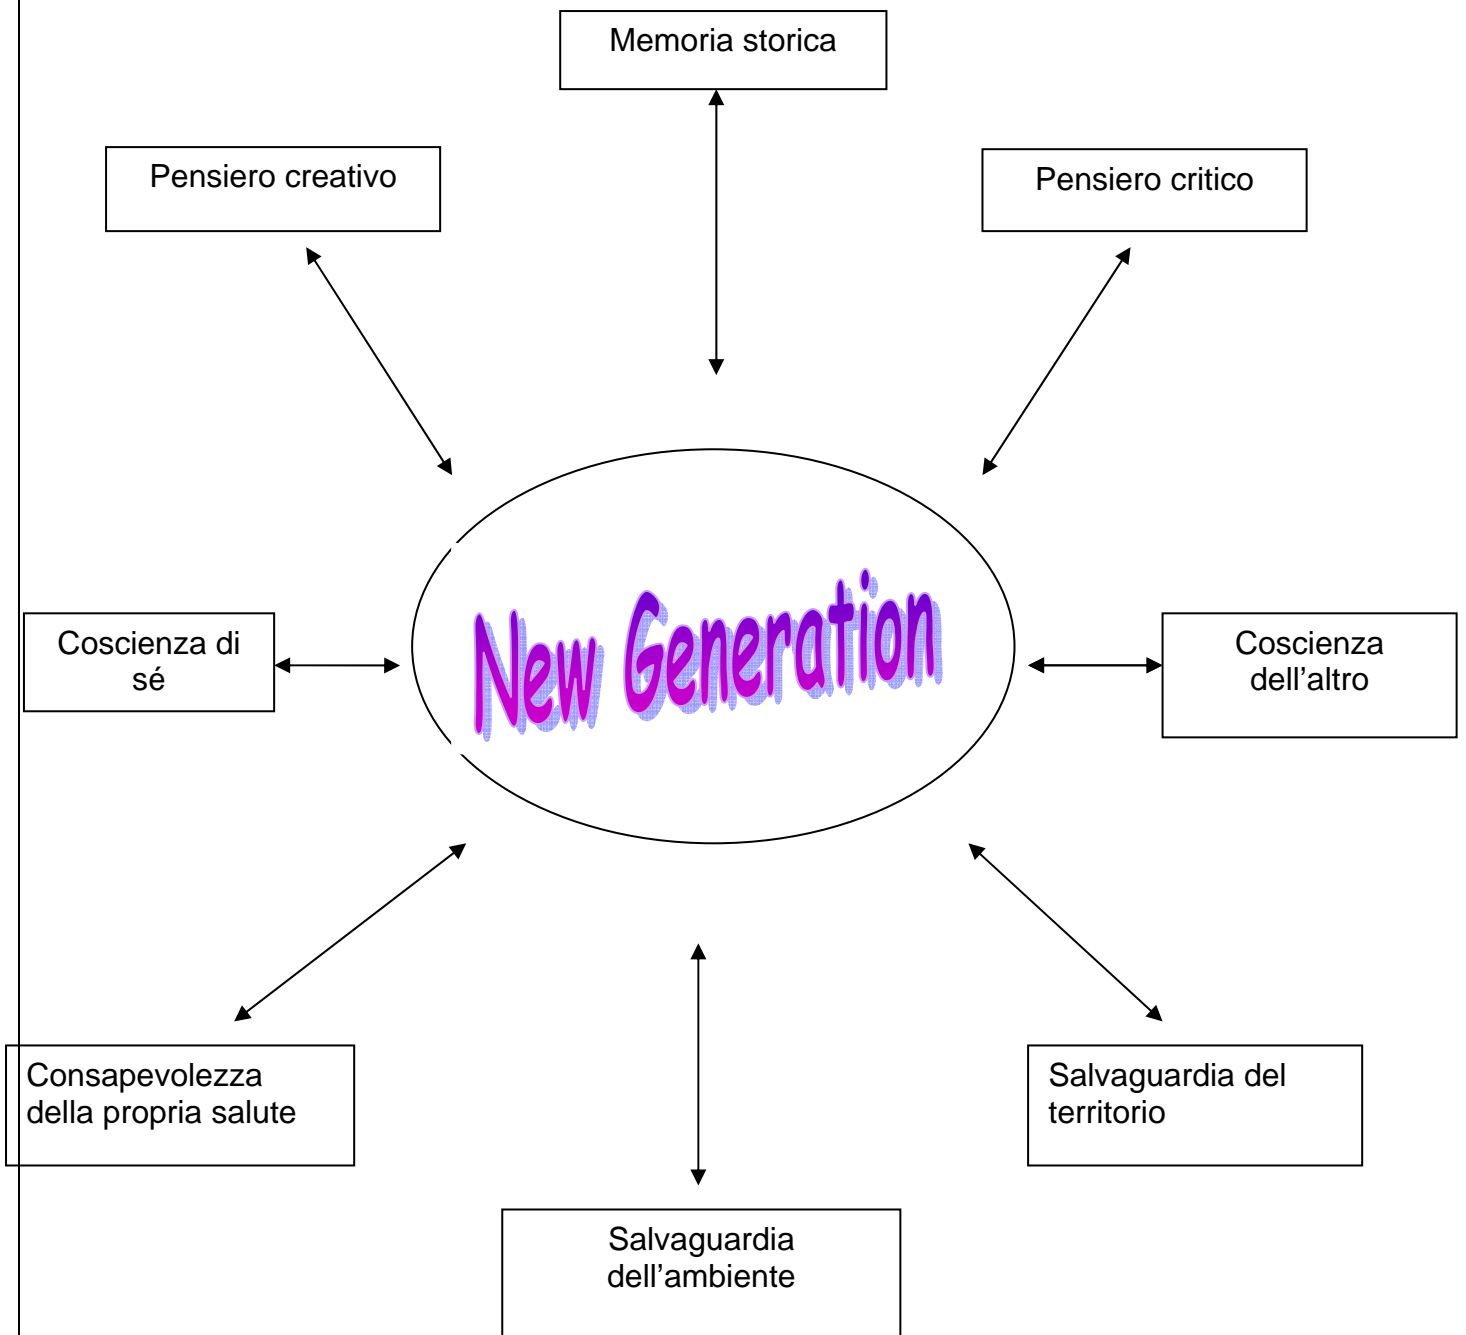 Memoria storica
Pensiero creativo
Pensiero critico
New Generation
Coscienza di
sé
Coscienza
dell’altro
Consapevolezza
della propria salute
Salvaguardia del
territorio
Salvaguardia
dell’ambiente